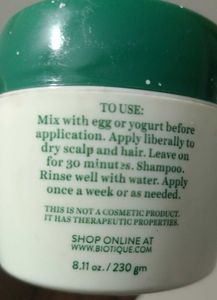 TO USE:
Mix with egg or yogurt before
application. Apply liberally to
dry scalp and hair. Leave on
for 30 minutes. Shampoo.
Rinse well with water. Apply
once a week or as needed.
THIS IS NOT A COSMETIC PRODUCT.
IT HAS THERAPEUTIC PROPERTIES.
SHOP ONLINE AT
WWW.BIOTIQUE.COM
8.11 oz. / 230 gm